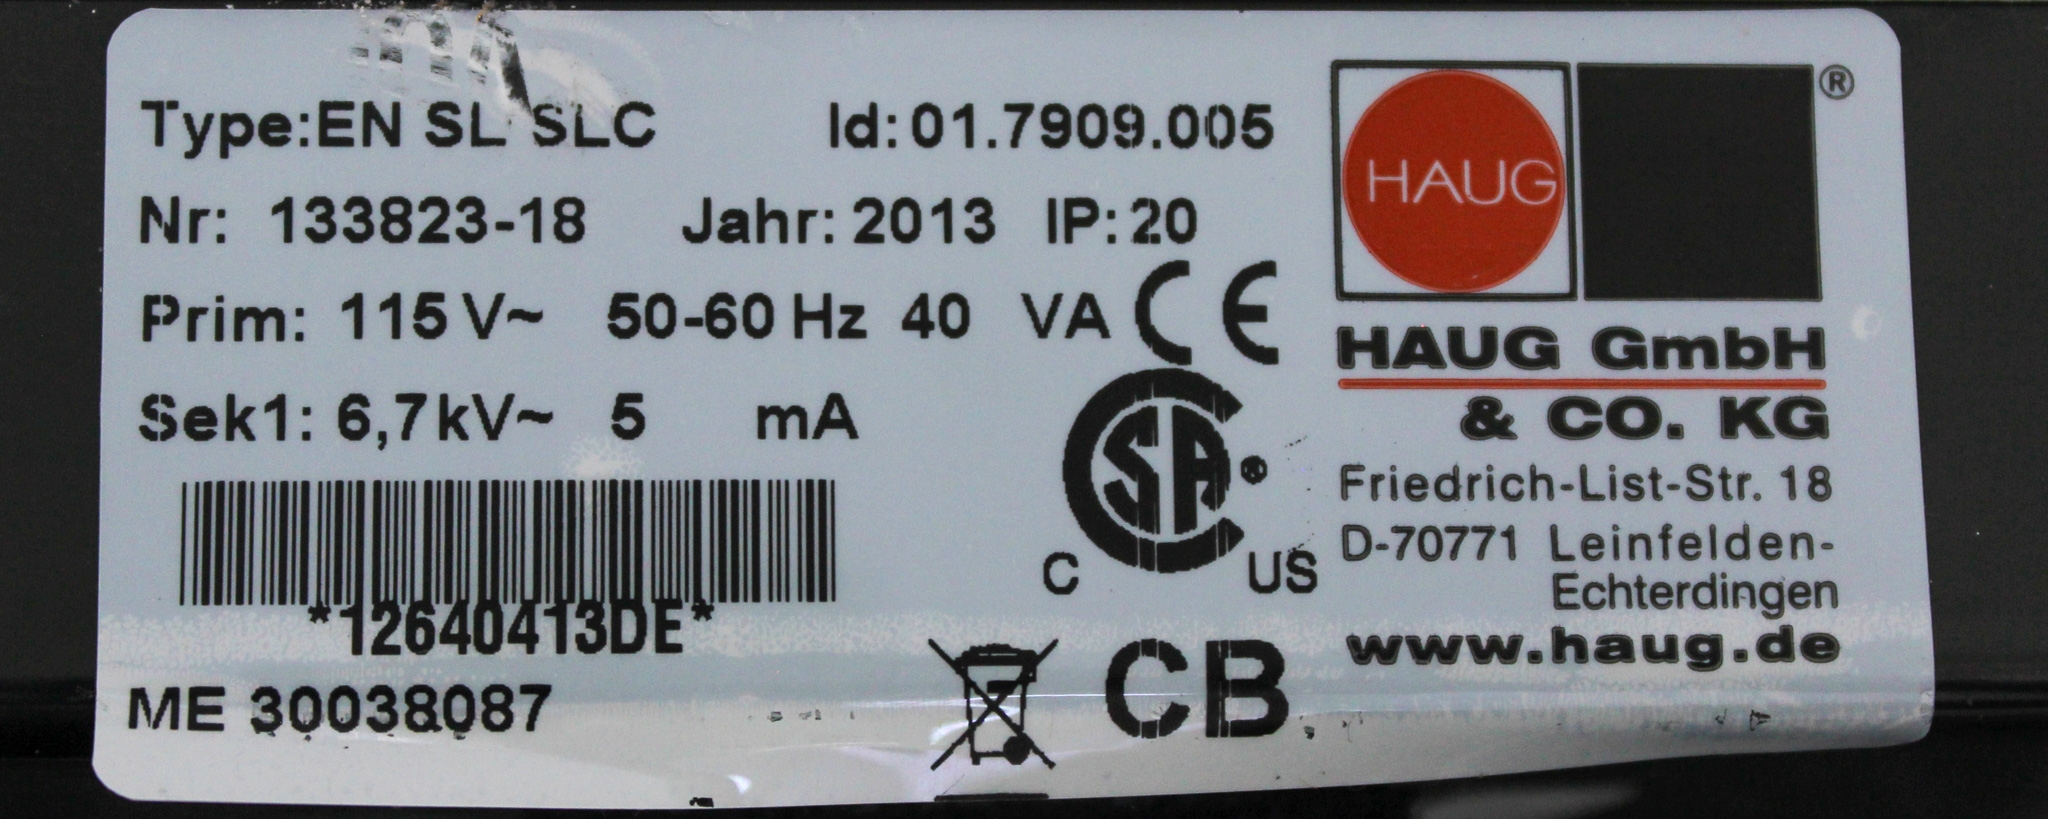 Type:EN SL SLC Id:01.7909.005
Nr: 133823-18 Jahr:2013 IP:20
Prim: 115 V~ 50-60 Hz 40 VA CE
Sek1: 6,7kV~ 5 mA
*12640413DE*
ME 30038087
CSA®
C US
CB
HAUG ®
HAUG GmbH
& CO. KG
Friedrich-List-Str. 18
D-70771 Leinfelden-
Echterdingen
www.haug.de